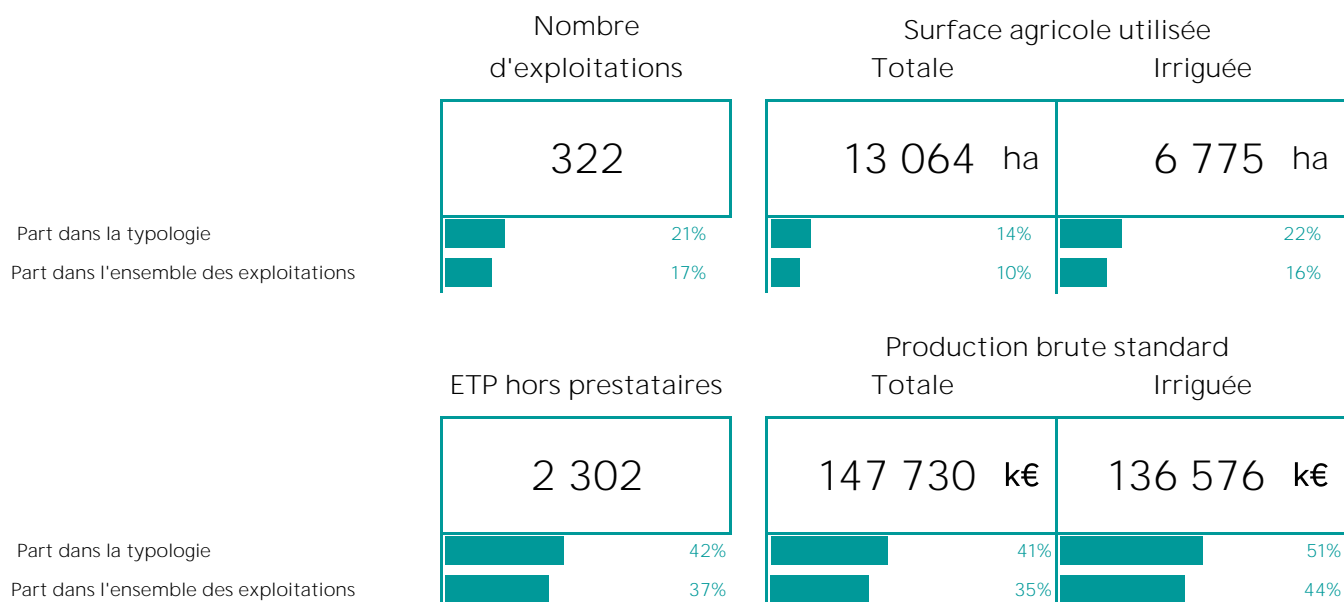 Nombre
d'exploitations
Surface agricole utilisée
Totale Irriguée
322 13 064 ha 6 775 ha
Part dans la typologie 21% 14% 22%
Part dans l'ensemble des exploitations 17% 10% 16%
Production brute standard
ETP hors prestataires Totale Irriguée
2 302 147 730 k€ 136 576 k€
Part dans la typologie 42% 41% 51%
Part dans l'ensemble des exploitations 37% 35% 44%